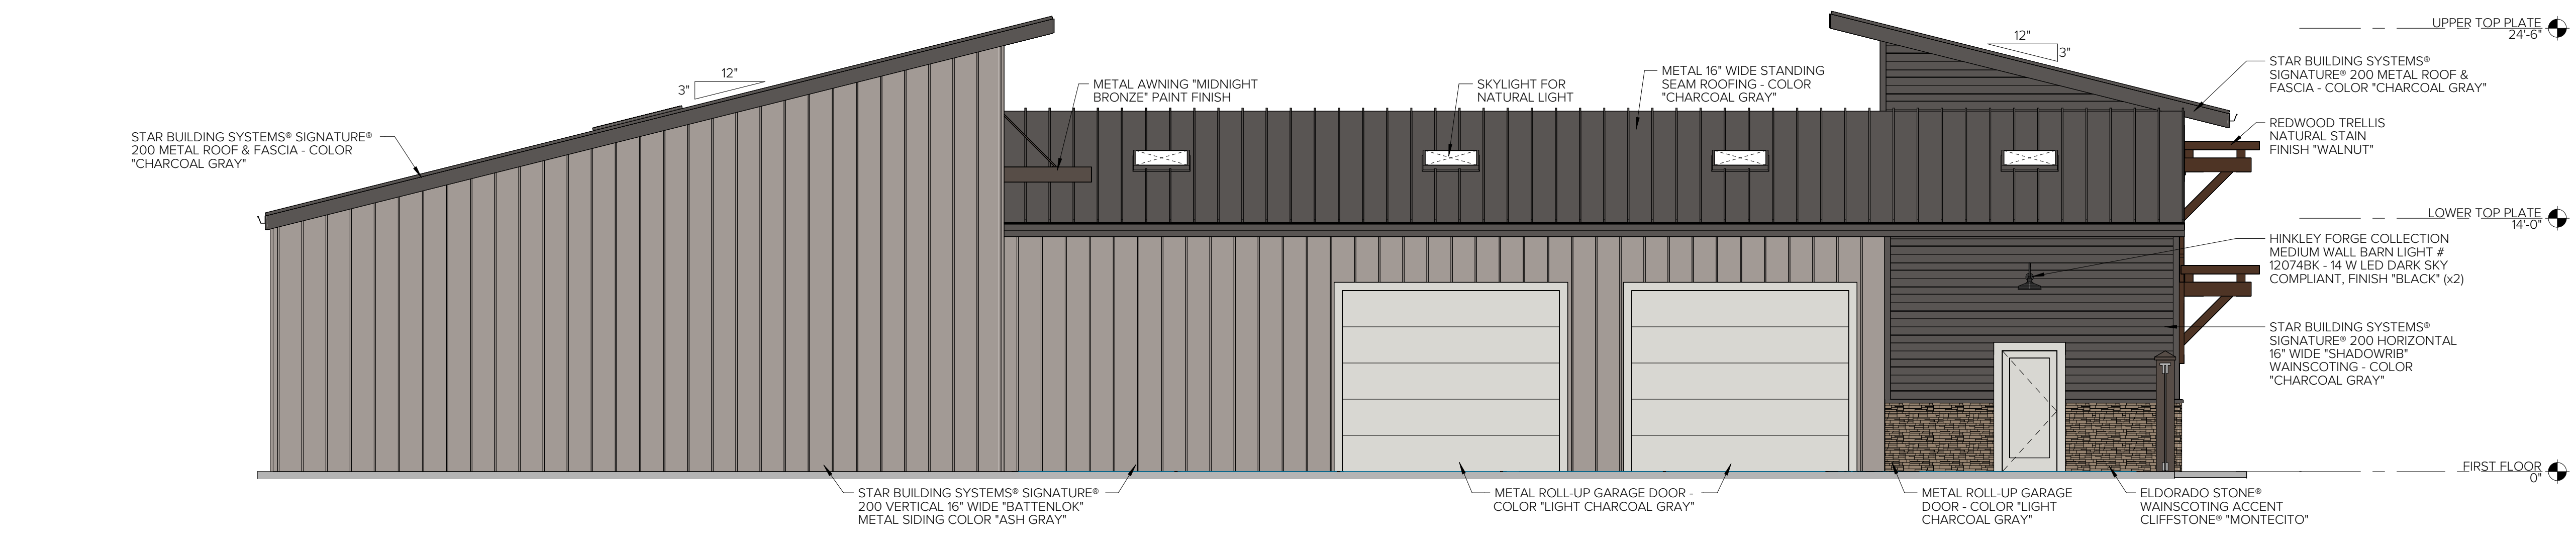 UPPER TOP PLATE
24'-6"
12"
3"
STAR BUILDING SYSTEMS®
SIGNATURE® 200 METAL ROOF &
FASCIA - COLOR "CHARCOAL GRAY"
12"
3"
METAL AWNING "MIDNIGHT
BRONZE" PAINT FINISH
SKYLIGHT FOR
NATURAL LIGHT
METAL 16" WIDE STANDING
SEAM ROOFING - COLOR
"CHARCOAL GRAY"
REDWOOD TRELLIS
NATURAL STAIN
FINISH "WALNUT"
STAR BUILDING SYSTEMS® SIGNATURE®
200 METAL ROOF & FASCIA - COLOR
"CHARCOAL GRAY"
LOWER TOP PLATE
14'-0"
HINKLEY FORGE COLLECTION
MEDIUM WALL BARN LIGHT #
12074BK - 14 W LED DARK SKY
COMPLIANT, FINISH "BLACK" (x2)
STAR BUILDING SYSTEMS®
SIGNATURE® 200 HORIZONTAL
16" WIDE "SHADOWRIB"
WAINSCOTING - COLOR
"CHARCOAL GRAY"
FIRST FLOOR
0"
STAR BUILDING SYSTEMS® SIGNATURE®
200 VERTICAL 16" WIDE "BATTENLOK"
METAL SIDING COLOR "ASH GRAY"
METAL ROLL-UP GARAGE DOOR -
COLOR "LIGHT CHARCOAL GRAY"
METAL ROLL-UP GARAGE
DOOR - COLOR "LIGHT
CHARCOAL GRAY"
ELDORADO STONE®
WAINSCOTING ACCENT
CLIFFSTONE® "MONTECITO"